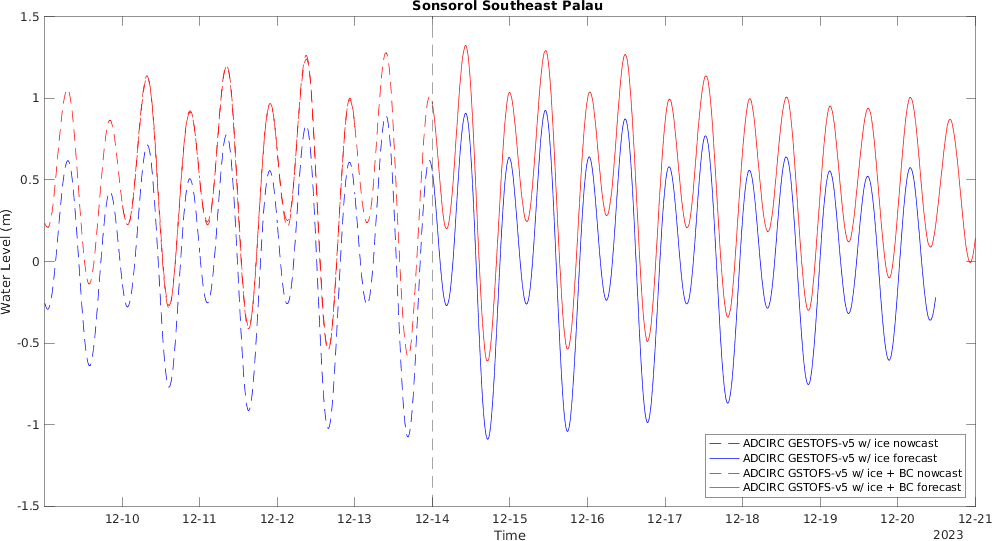 Sonsorol Southeast Palau
1.5
1
0.5
0
-0.5
-1
-1.5
Water Level (m)
ADCIRC GESTOFS-v5 w/ ice nowcast
ADCIRC GESTOFS-v5 w/ ice forecast
ADCIRC GSTOFS-v5 w/ ice + BC nowcast
ADCIRC GSTOFS-v5 w/ ice + BC forecast
12-10 12-11 12-12 12-13 12-14 12-15 12-16 12-17 12-18 12-19 12-20 12-21
Time
2023